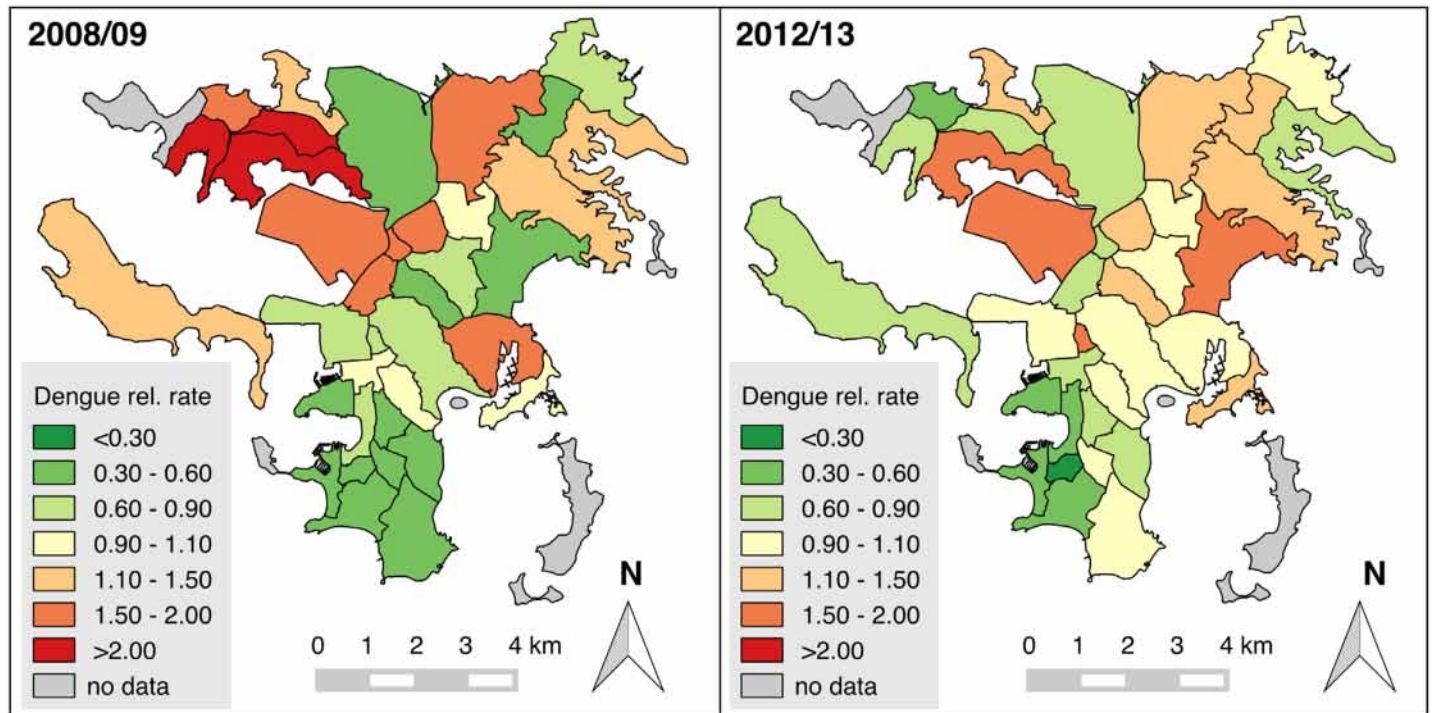 2008/09
Dengue rel. rate
<0.30
0.30 - 0.60
0.60 - 0.90
0.90 - 1.10
1.10 - 1.50
1.50 - 2.00
>2.00
no data
N
0 1 2 3 4 km
2012/13
Dengue rel. rate
<0.30
0.30 - 0.60
0.60 - 0.90
0.90 - 1.10
1.10 - 1.50
1.50 - 2.00
>2.00
no data
N
0 1 2 3 4 km